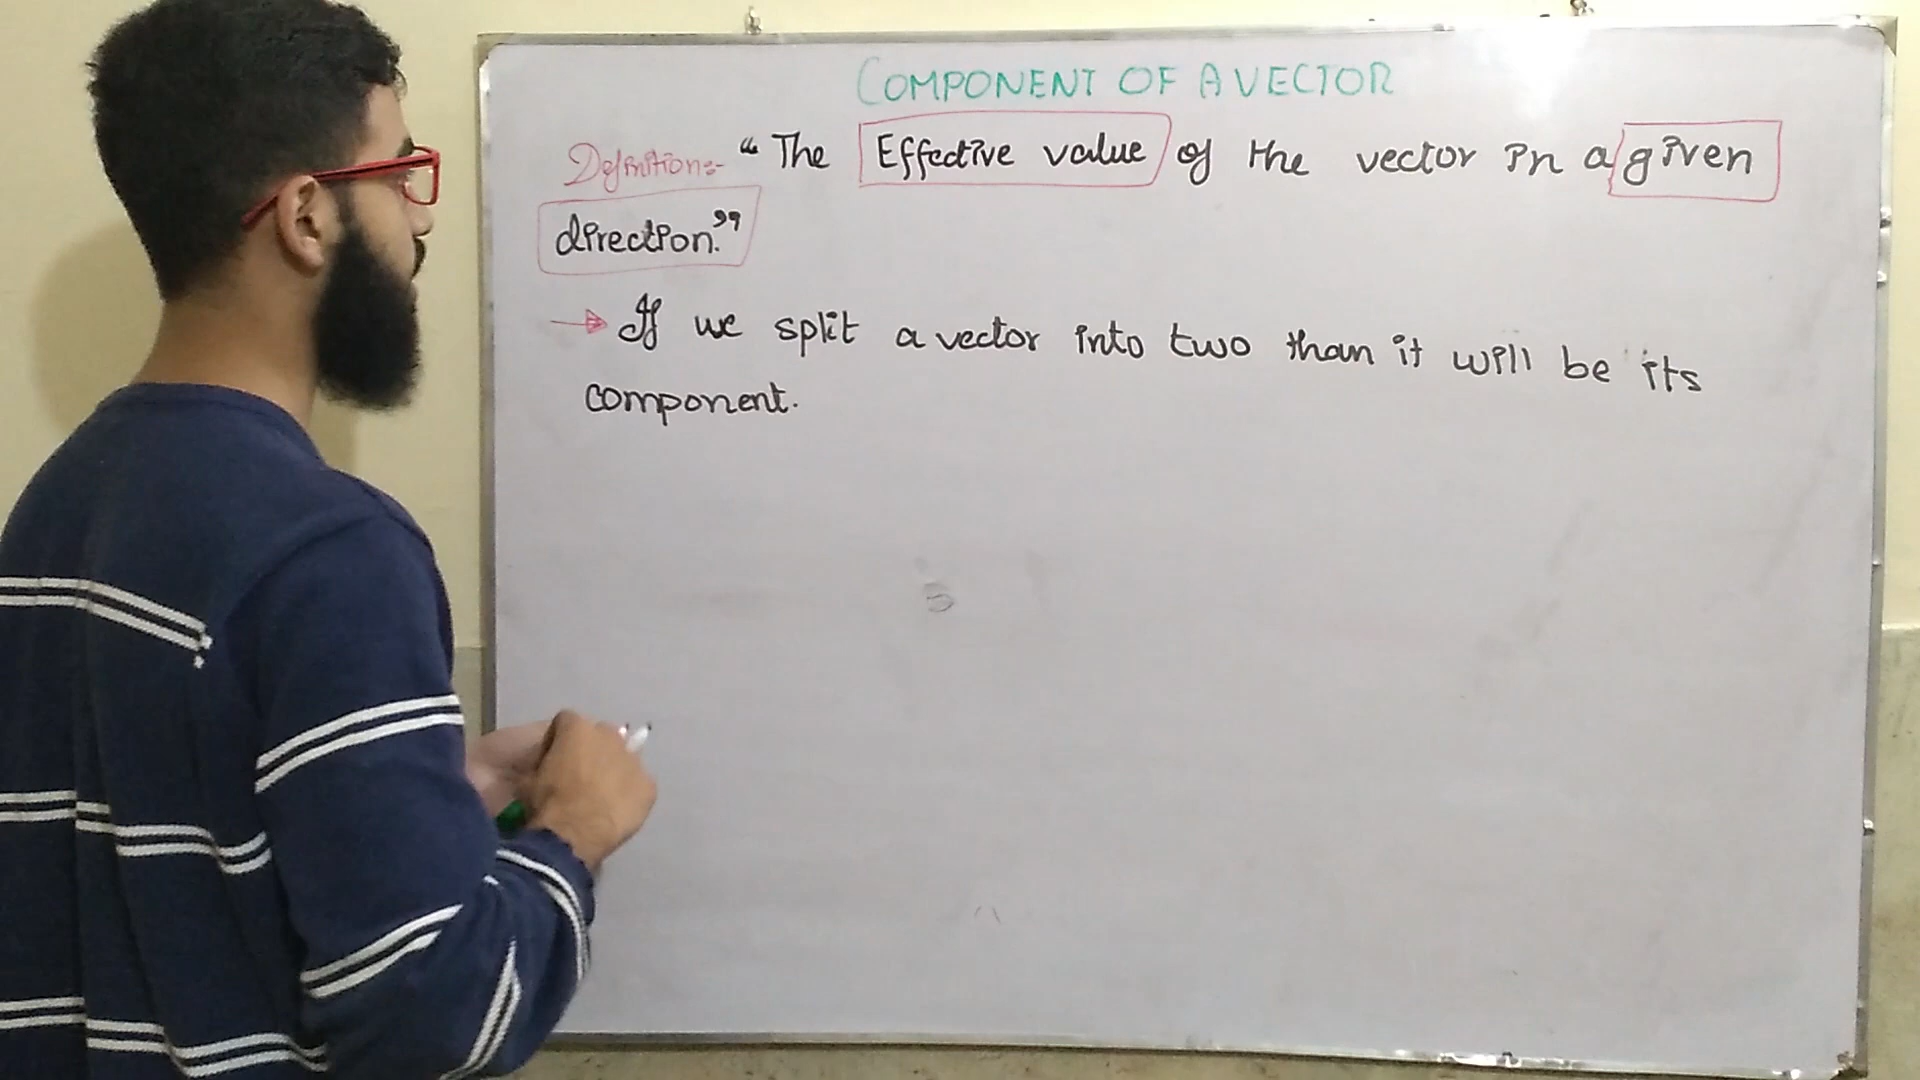 COMPONENT OF A VECTOR
Definition:- “The Effective value of the vector in a given
direction.”
→ If we split a vector into two than it will be its
component.